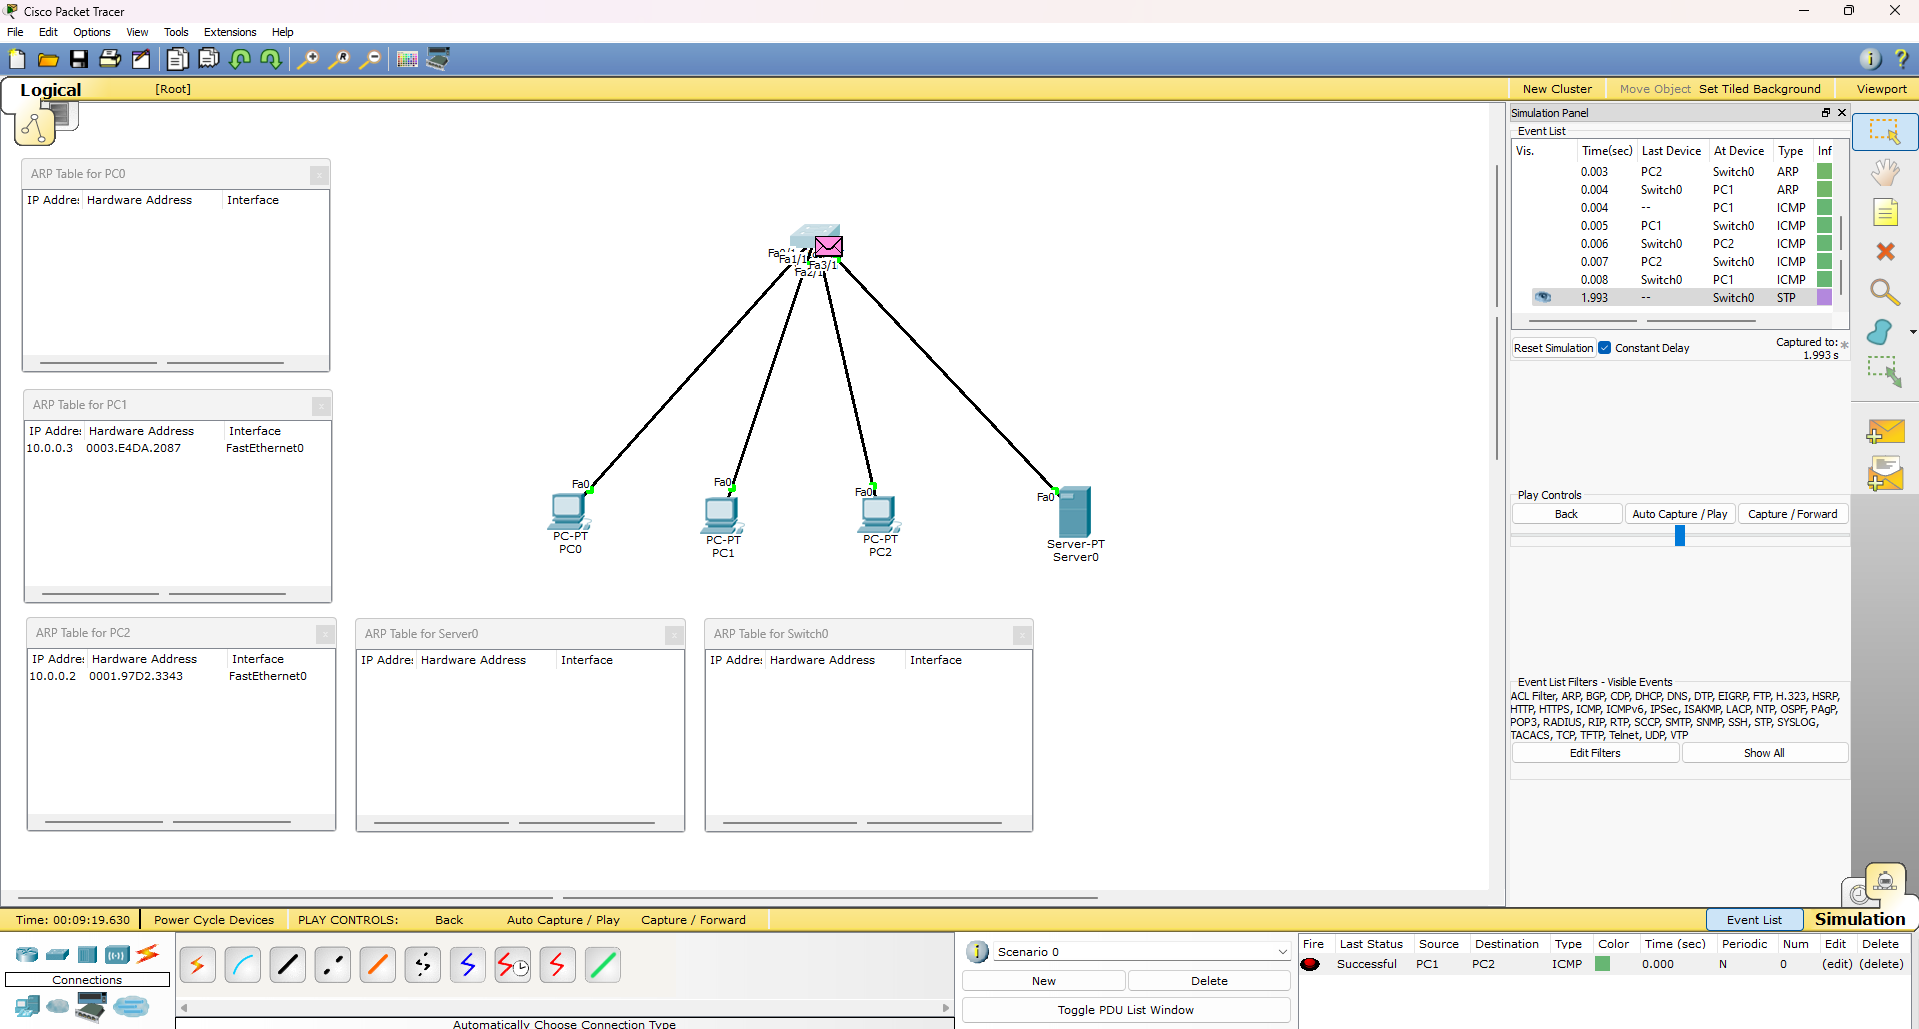 Cisco Packet Tracer
File Edit Options View Tools Extensions Help
Logical [Root] New Cluster Move Object Set Tiled Background Viewport
Simulation Panel
Event List
Vis. Time(sec) Last Device At Device Type Inf
0.003 PC2 Switch0 ARP
0.004 Switch0 PC1 ARP
0.004 -- PC1 ICMP
0.005 PC1 Switch0 ICMP
0.006 Switch0 PC2 ICMP
0.007 PC2 Switch0 ICMP
0.008 Switch0 PC1 ICMP
1.993 -- Switch0 STP
Reset Simulation Constant Delay Captured to: *
1.993 s
Play Controls
Back Auto Capture / Play Capture / Forward
Event List Filters - Visible Events
ACL Filter, ARP, BGP, CDP, DHCP, DNS, DTP, EIGRP, FTP, H.323, HSRP,
HTTP, HTTPS, ICMP, ICMPv6, IPSec, ISAKMP, LACP, NTP, OSPF, PAgP,
POP3, RADIUS, RIP, RTP, SCCP, SMTP, SNMP, SSH, STP, SYSLOG,
TACACS, TCP, TFTP, Telnet, UDP, VTP
Edit Filters Show All
ARP Table for PC0
IP Addre: Hardware Address Interface
ARP Table for PC1
IP Addre: Hardware Address Interface
10.0.0.3 0003.E4DA.2087 FastEthernet0
ARP Table for PC2
IP Addre: Hardware Address Interface
10.0.0.2 0001.97D2.3343 FastEthernet0
ARP Table for Server0
IP Addre: Hardware Address Interface
ARP Table for Switch0
IP Addre: Hardware Address Interface
Fa1/1
Fa3/1
Fa2/1
Fa0 Fa0 Fa0 Fa0
PC-PT
PC0
PC-PT
PC1
PC-PT
PC2
Server-PT
Server0
Time: 00:09:19.630 Power Cycle Devices PLAY CONTROLS: Back Auto Capture / Play Capture / Forward Event List Simulation
Connections
Automatically Choose Connection Type
Scenario 0
New Delete
Toggle PDU List Window
Fire Last Status Source Destination Type Color Time (sec) Periodic Num Edit Delete
Successful PC1 PC2 ICMP 0.000 N 0 (edit) (delete)